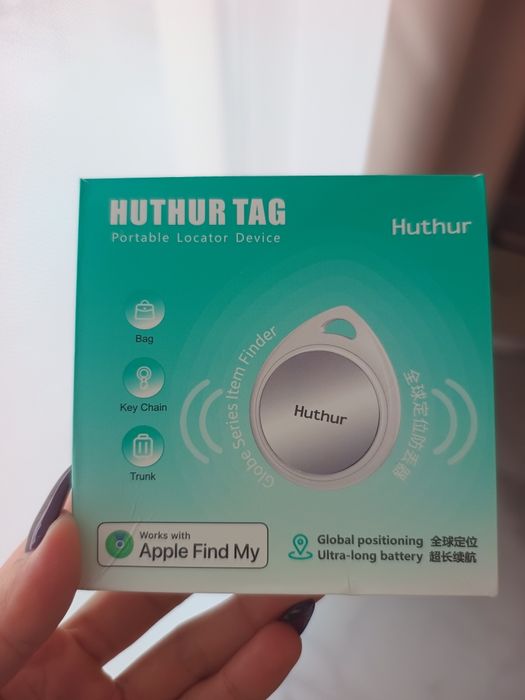 HUTHUR TAG
Portable Locator Device
Huthur
Bag
Key Chain
Trunk
Globe Series Item Finder
Huthur
全球定位防丢器
Works with
Apple Find My
Global positioning 全球定位
Ultra-long battery 超长续航